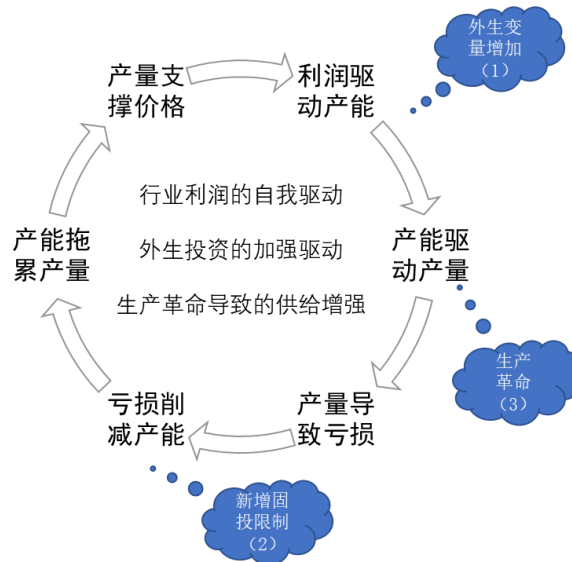 外生变
量增加
（1）
产量支
撑价格
利润驱
动产能
行业利润的自我驱动
产能拖
累产量
外生投资的加强驱动
产能驱
动产量
生产革命导致的供给增强
生产
革命
（3）
亏损削
减产能
产量导
致亏损
新增固
投限制
（2）